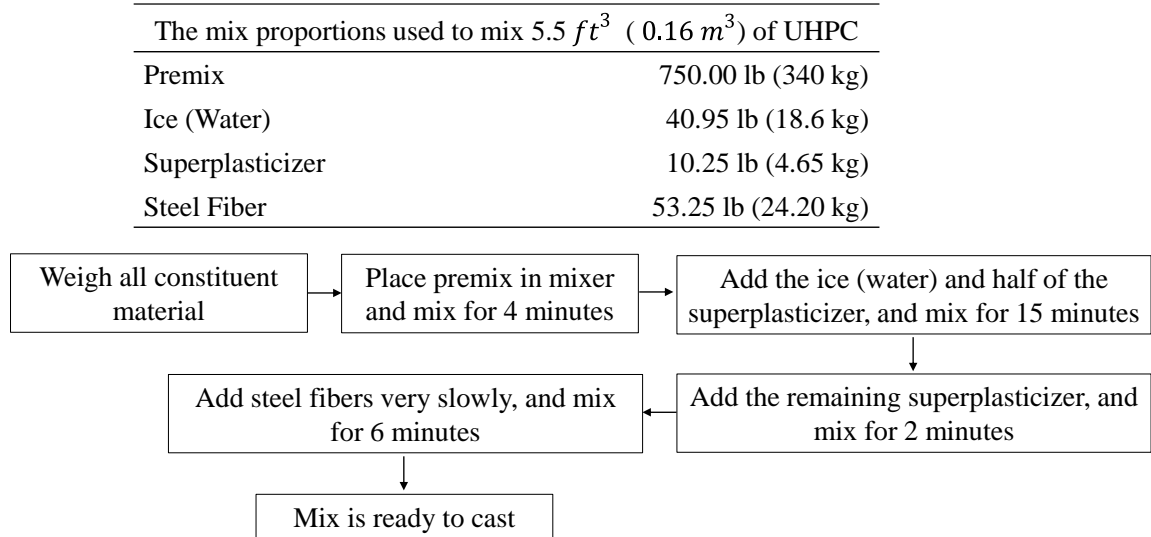 The mix proportions used to mix 5.5 ft³ ( 0.16 m³) of UHPC
Premix 750.00 lb (340 kg)
Ice (Water) 40.95 lb (18.6 kg)
Superplasticizer 10.25 lb (4.65 kg)
Steel Fiber 53.25 lb (24.20 kg)
Weigh all constituent
material
Place premix in mixer
and mix for 4 minutes
Add the ice (water) and half of the
superplasticizer, and mix for 15 minutes
Add the remaining superplasticizer, and
mix for 2 minutes
Add steel fibers very slowly, and mix
for 6 minutes
Mix is ready to cast